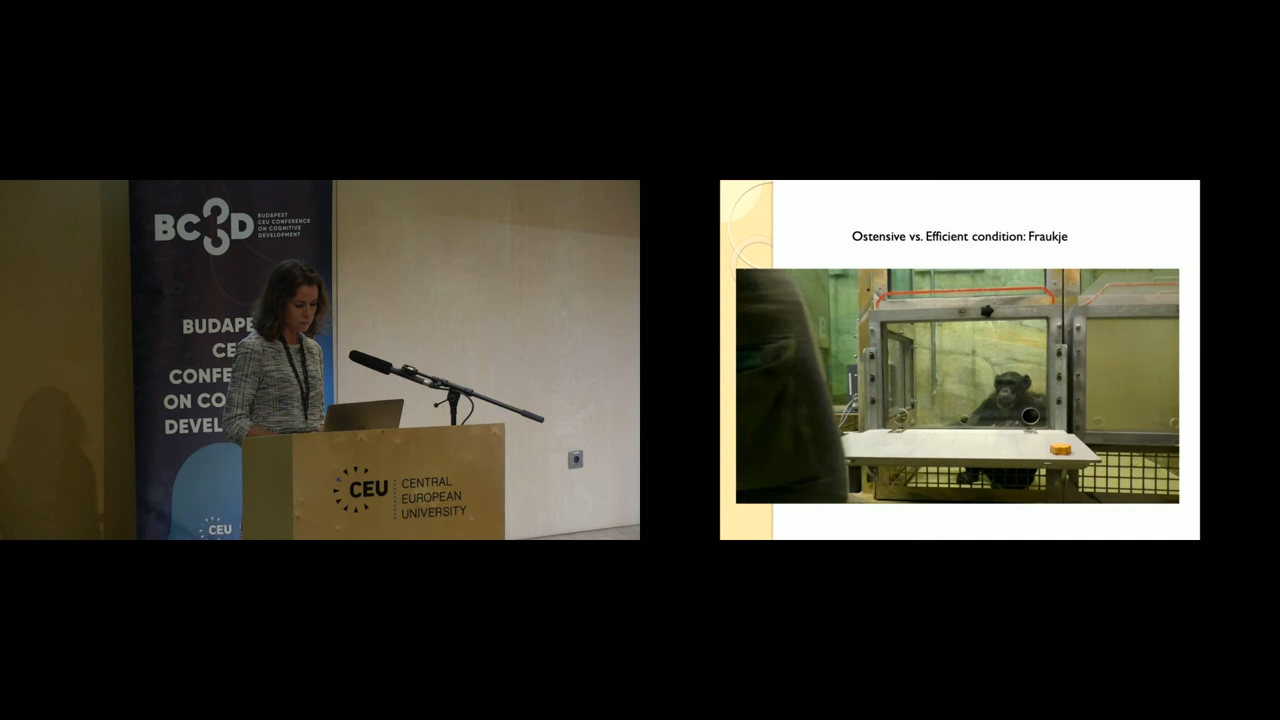 BC3D
BUDAPEST
CEU CONFERENCE
ON COGNITIVE
DEVELOPMENT
BUDAPE
CE
CONFE
ON CO
DEVEL
CEU
CEU
CENTRAL
EUROPEAN
UNIVERSITY
Ostensive vs. Efficient condition: Fraukje